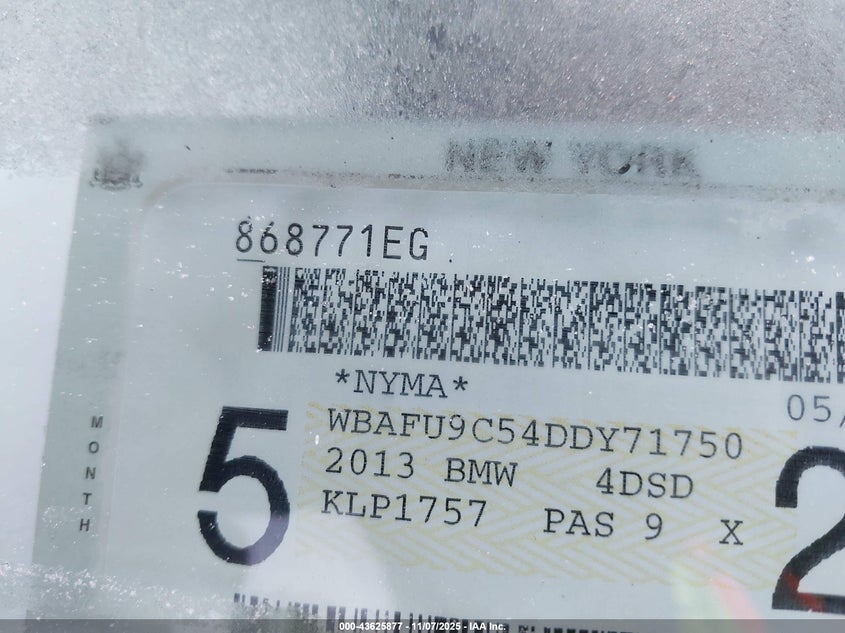 NEW YORK
868771EG
*NYMA*
05/
WBAFU9C54DDY71750
2013 BMW 4DSD
KLP1757 PAS 9 X
MONTH
5
2
000-43625877 - 11/07/2025 - IAA Inc.